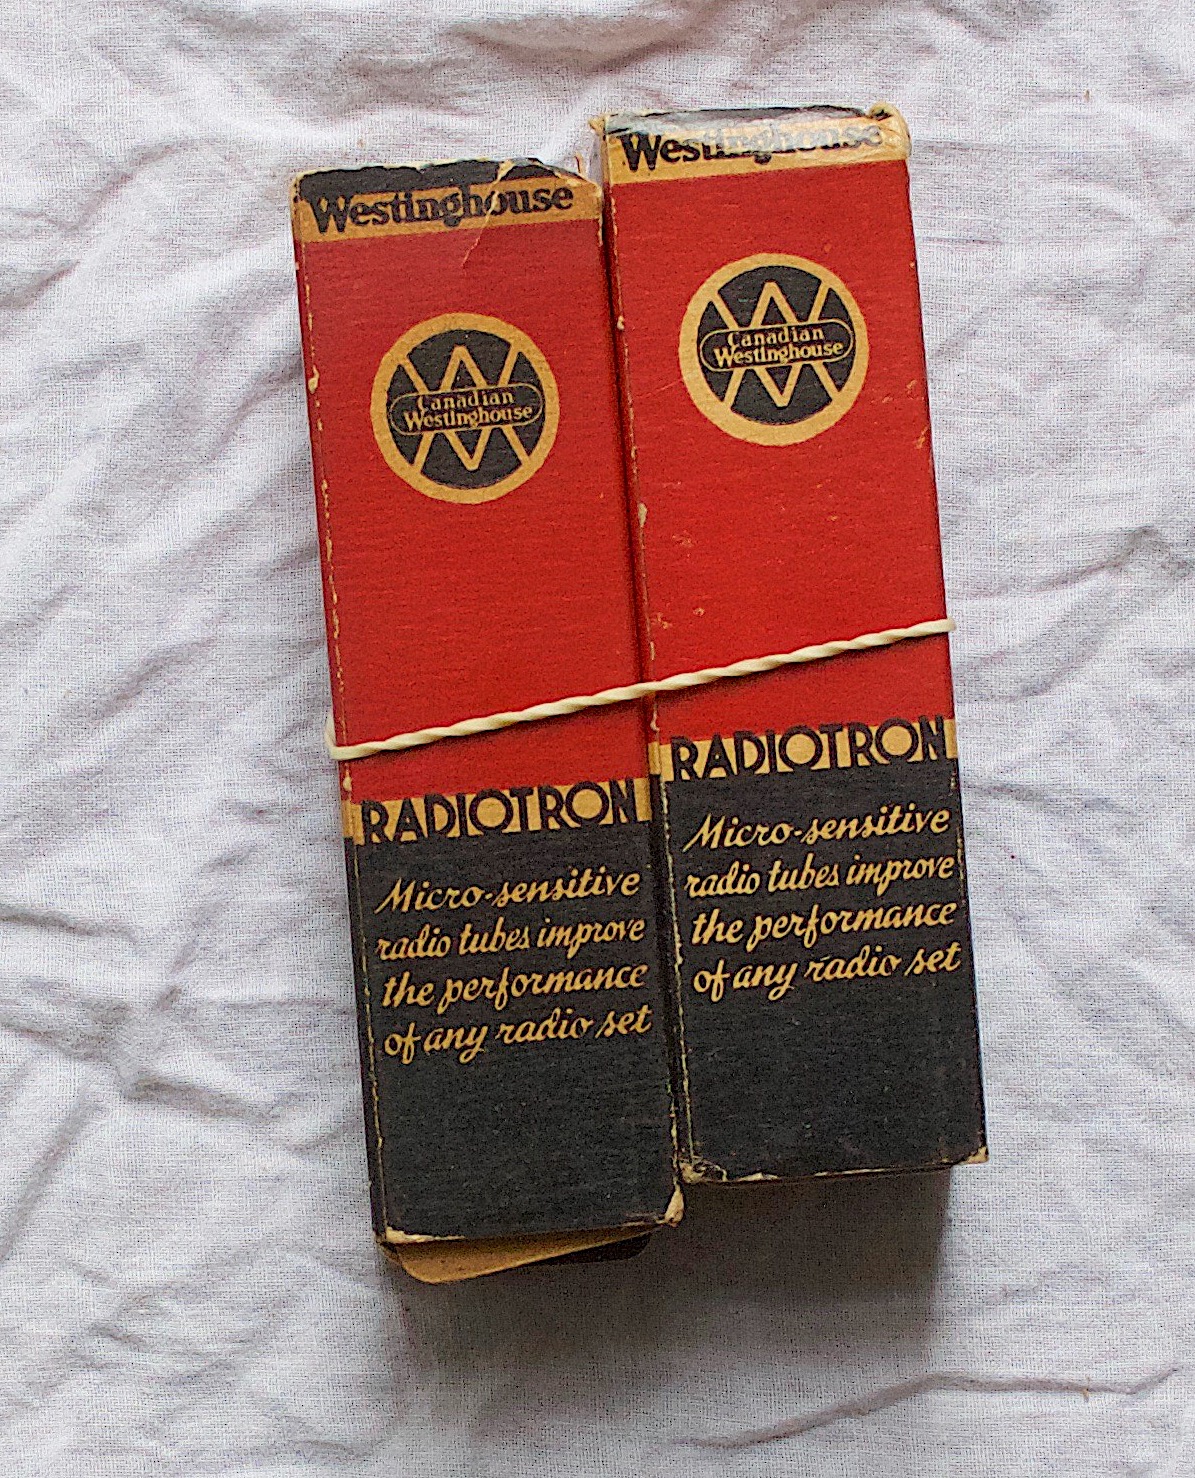 Westinghouse
Canadian
Westinghouse
RADIOTRON
Micro-sensitive
radio tubes improve
the performance
of any radio set
Westinghouse
Canadian
Westinghouse
RADIOTRON
Micro-sensitive
radio tubes improve
the performance
of any radio set